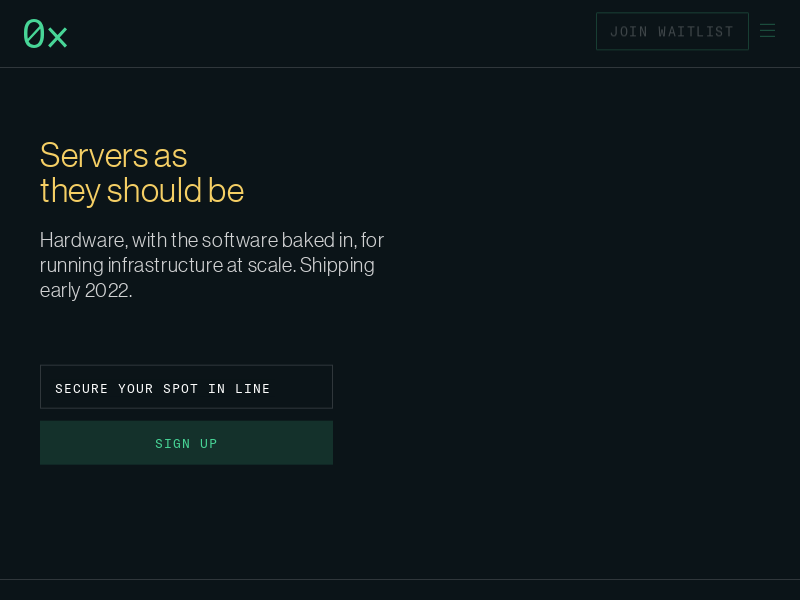 0x
JOIN WAITLIST
Servers as
they should be
Hardware, with the software baked in, for
running infrastructure at scale. Shipping
early 2022.
SECURE YOUR SPOT IN LINE
SIGN UP